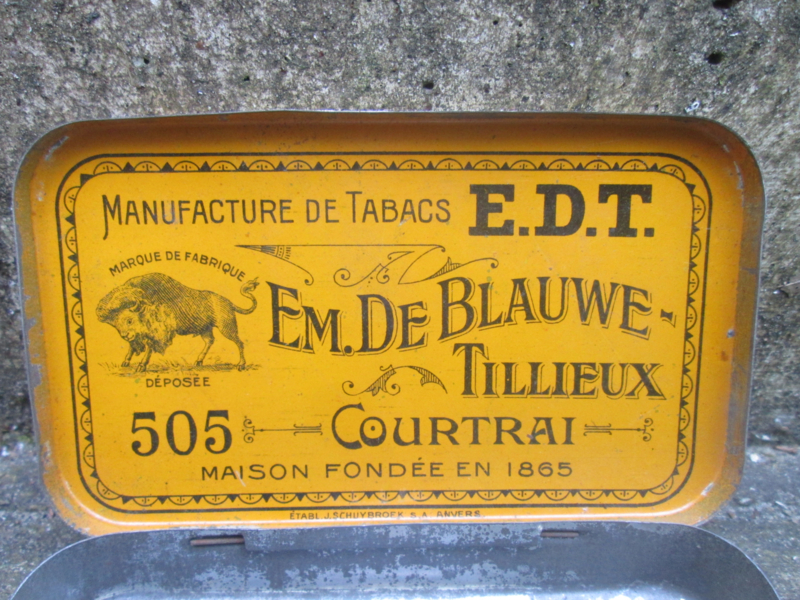 MANUFACTURE DE TABACS E.D.T.
MARQUE DE FABRIQUE
EM. DE BLAUWE-
TILLIEUX
DÉPOSÉE
505 COURTRAI
MAISON FONDÉE EN 1865
ÉTABL J. SCHUYBROEK S.A. ANVERS.